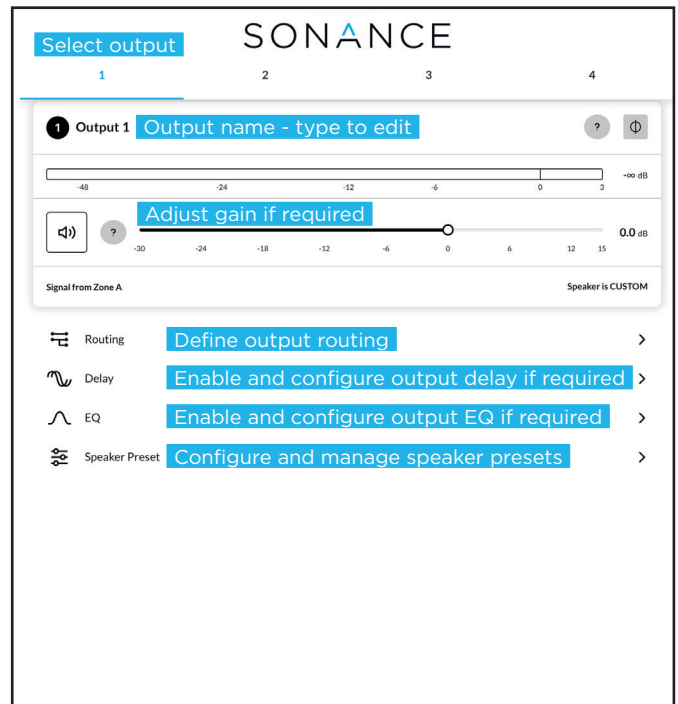 SONANCE
Select output
1 2 3 4
1 Output 1 Output name - type to edit ?
-∞ dB
-48 -24 -12 -6 0 3
Adjust gain if required
? 0.0 dB
-30 -24 -18 -12 -6 0 6 12 15
Signal from Zone A Speaker is CUSTOM
Routing Define output routing >
Delay Enable and configure output delay if required >
EQ Enable and configure output EQ if required >
Speaker Preset Configure and manage speaker presets >